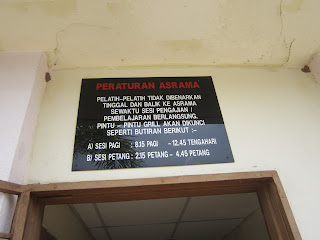 PERATURAN ASRAMA
PELATIH-PELATIH TIDAK DIBENARKAN
TINGGAL DAN BALIK KE ASRAMA
SEWAKTU SESI PENGAJIAN /
PEMBELAJARAN BERLANGSUNG.
PINTU - PINTU GRILL AKAN DIKUNCI
SEPERTI BUTIRAN BERIKUT :-
A) SESI PAGI : 8.15 PAGI - 12.45 TENGAHARI
B) SESI PETANG : 2.15 PETANG - 4.45 PETANG